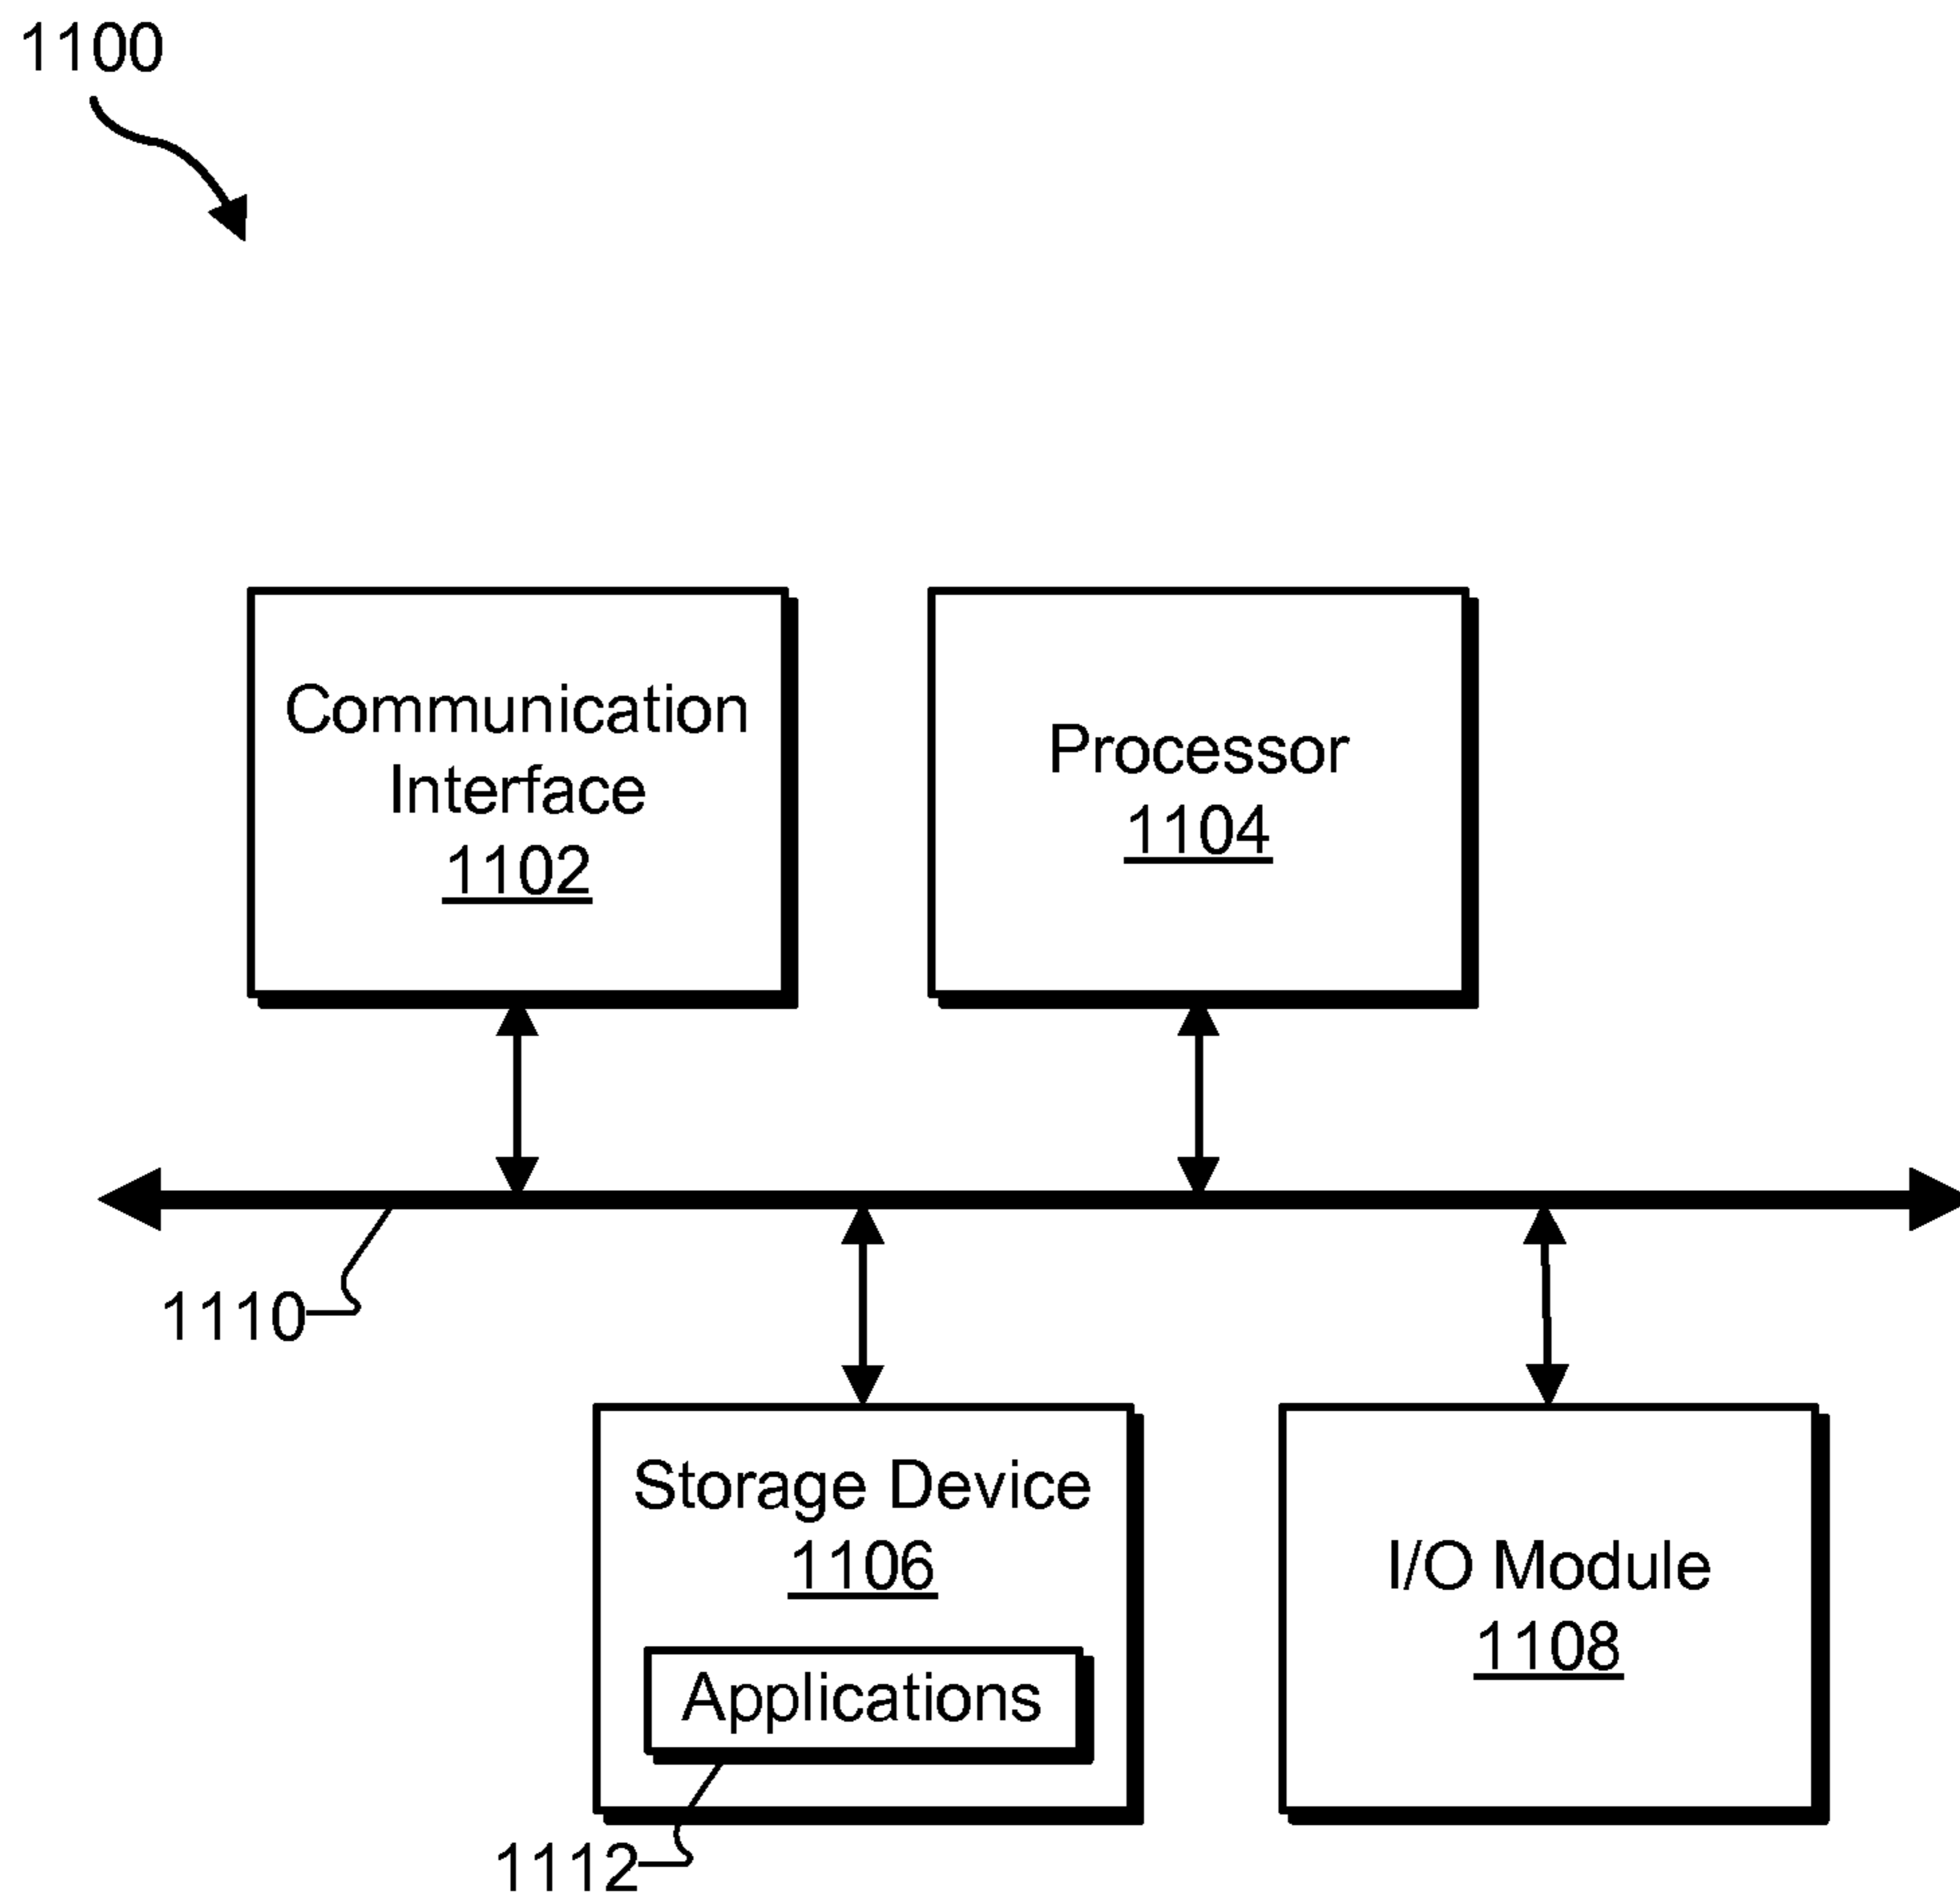 1100
Communication
Interface
1102
Processor
1104
1110
Storage Device
1106
Applications
1112
I/O Module
1108